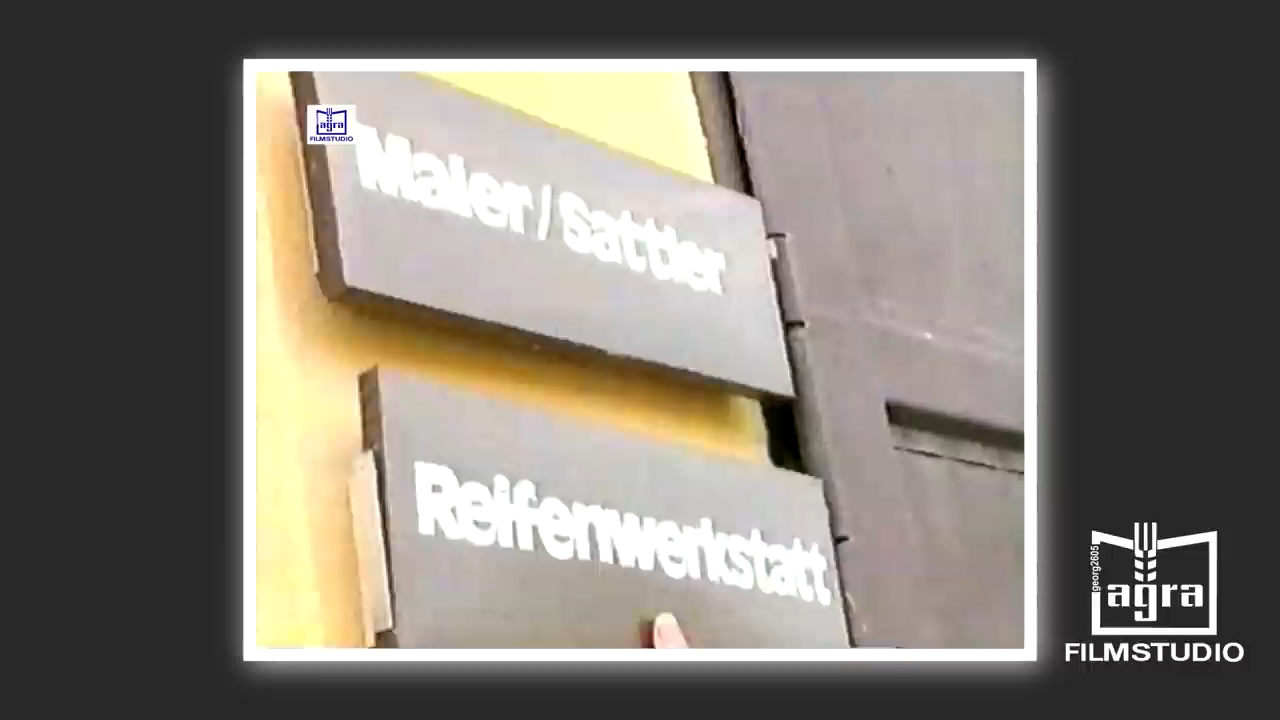 agra
FILMSTUDIO
Maler / Sattler
Reifenwerkstatt
georg2605
agra
FILMSTUDIO